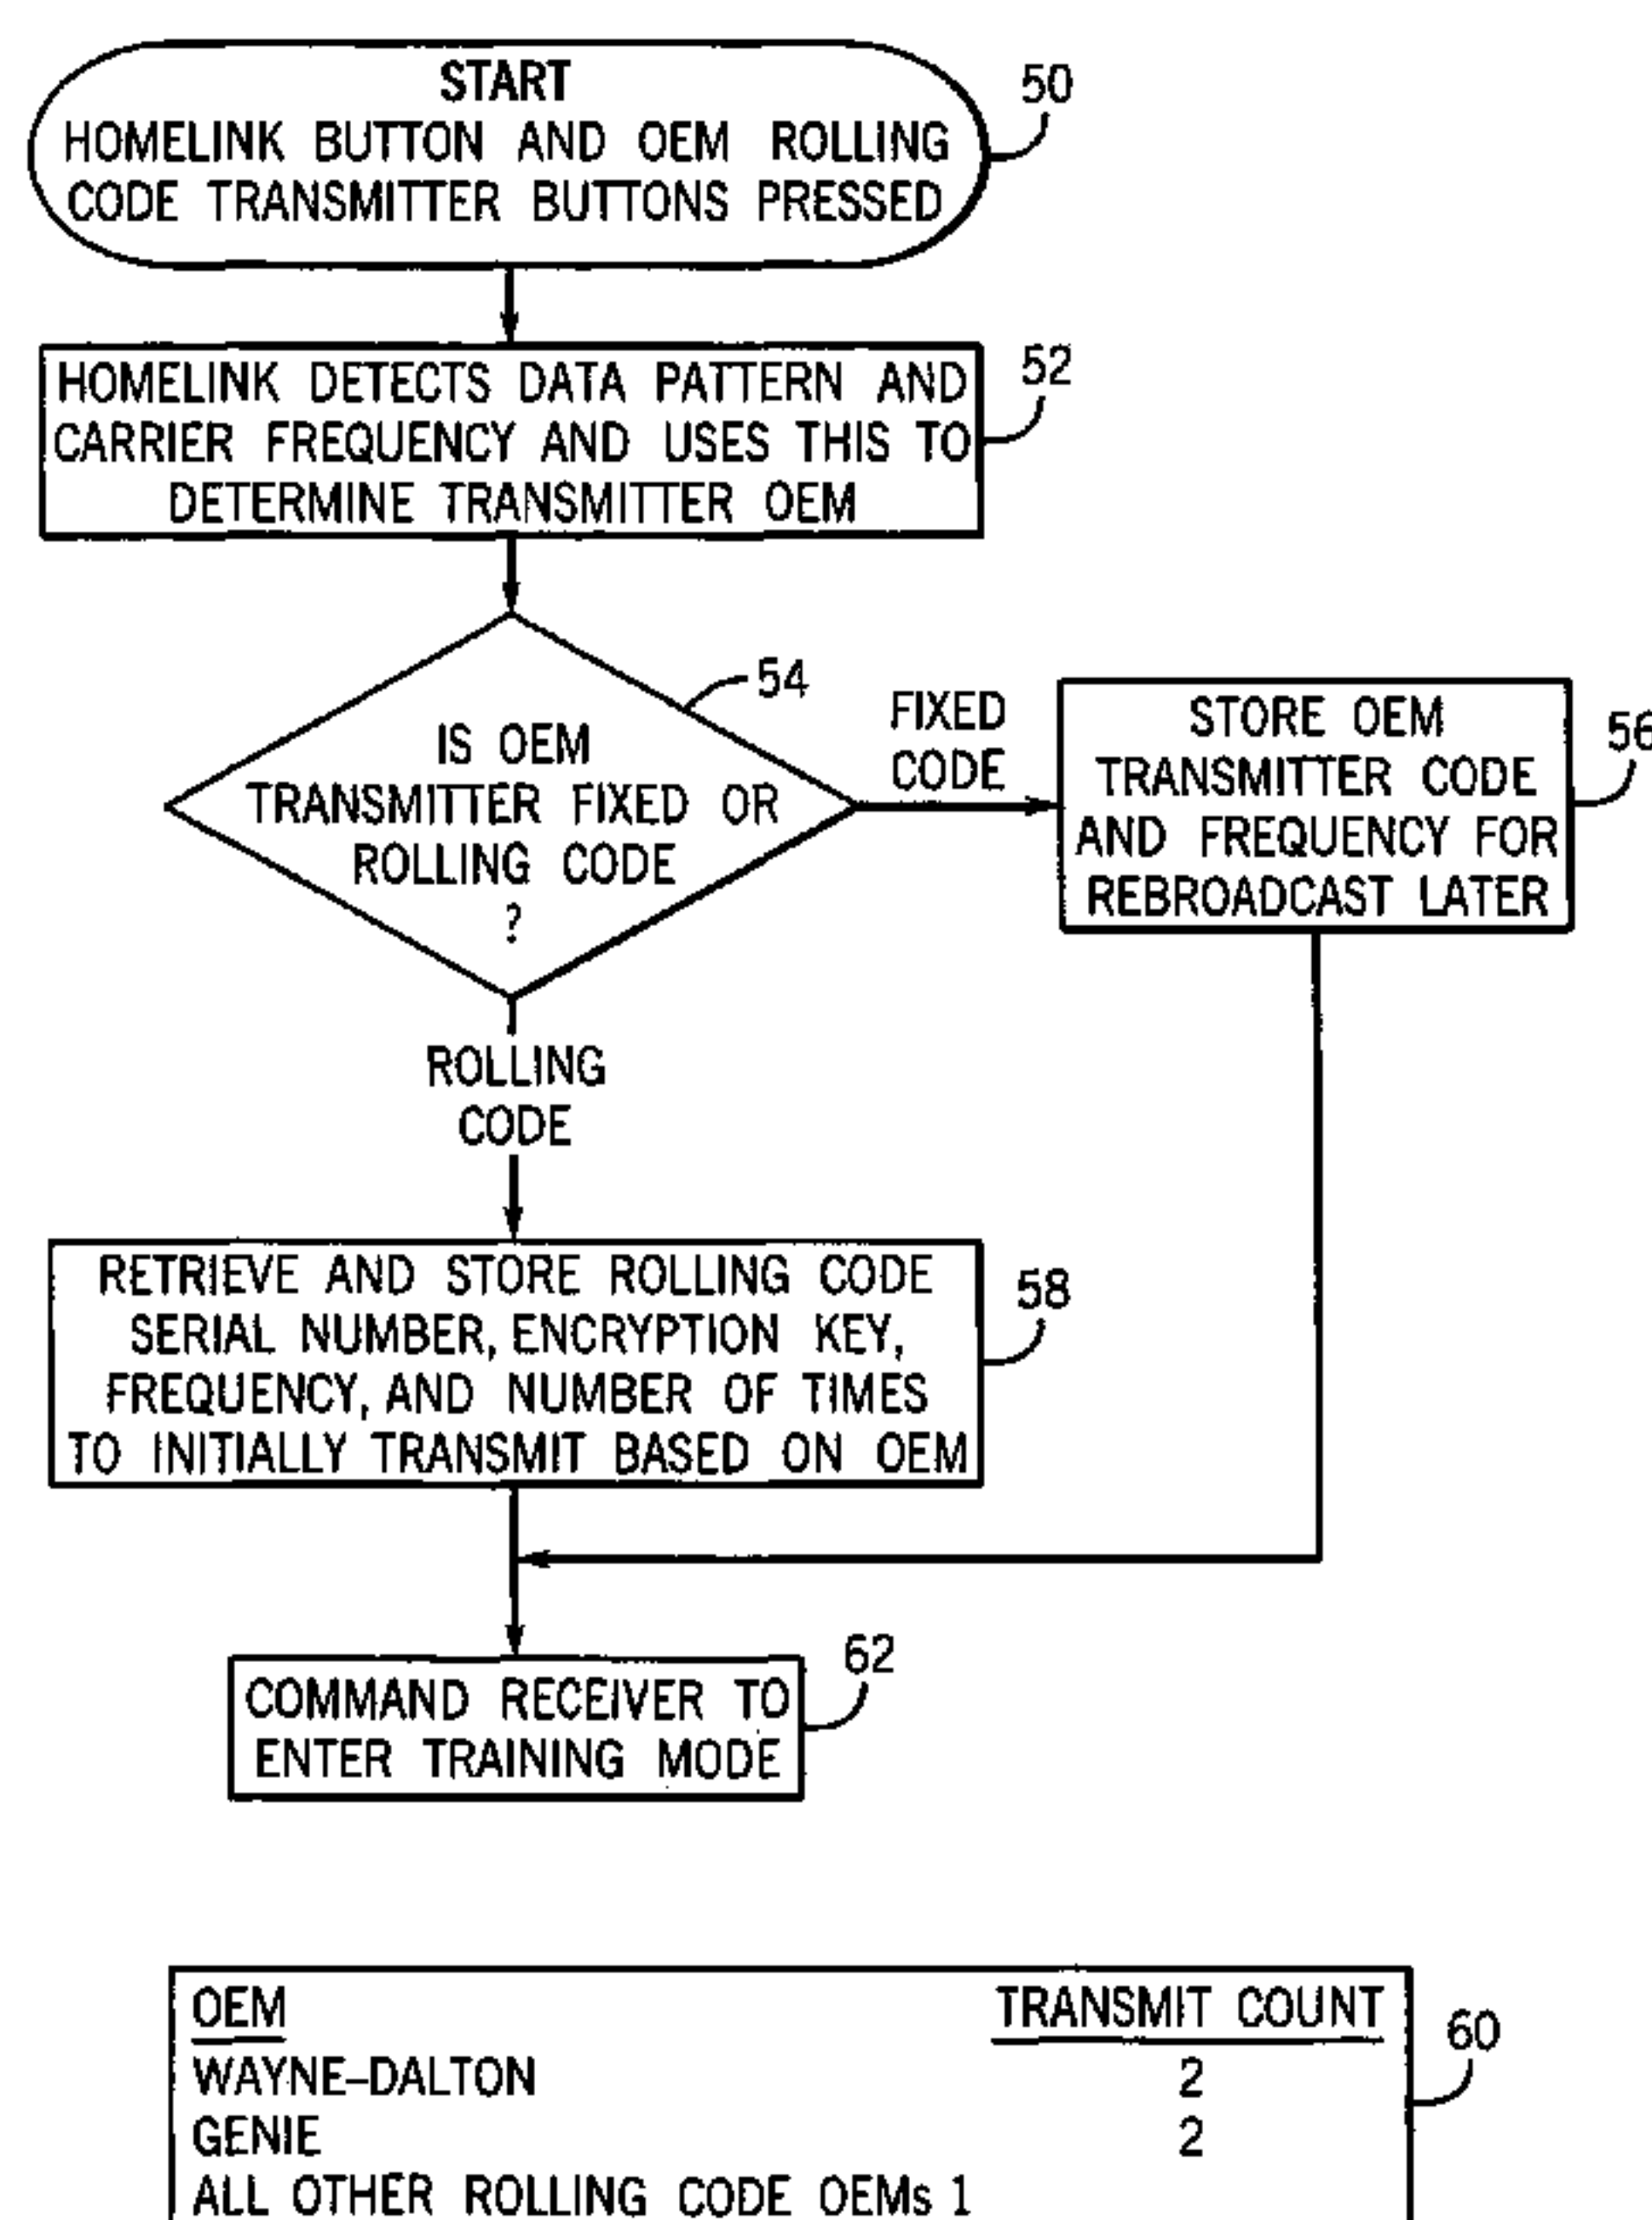 START
HOMELINK BUTTON AND OEM ROLLING
CODE TRANSMITTER BUTTONS PRESSED
50
HOMELINK DETECTS DATA PATTERN AND
CARRIER FREQUENCY AND USES THIS TO
DETERMINE TRANSMITTER OEM
52
IS OEM
TRANSMITTER FIXED OR
ROLLING CODE
?
54
FIXED
CODE
STORE OEM
TRANSMITTER CODE
AND FREQUENCY FOR
REBROADCAST LATER
56
ROLLING
CODE
RETRIEVE AND STORE ROLLING CODE
SERIAL NUMBER, ENCRYPTION KEY,
FREQUENCY, AND NUMBER OF TIMES
TO INITIALLY TRANSMIT BASED ON OEM
58
COMMAND RECEIVER TO
ENTER TRAINING MODE
62
OEM TRANSMIT COUNT
60
WAYNE-DALTON 2
GENIE 2
ALL OTHER ROLLING CODE OEMs 1